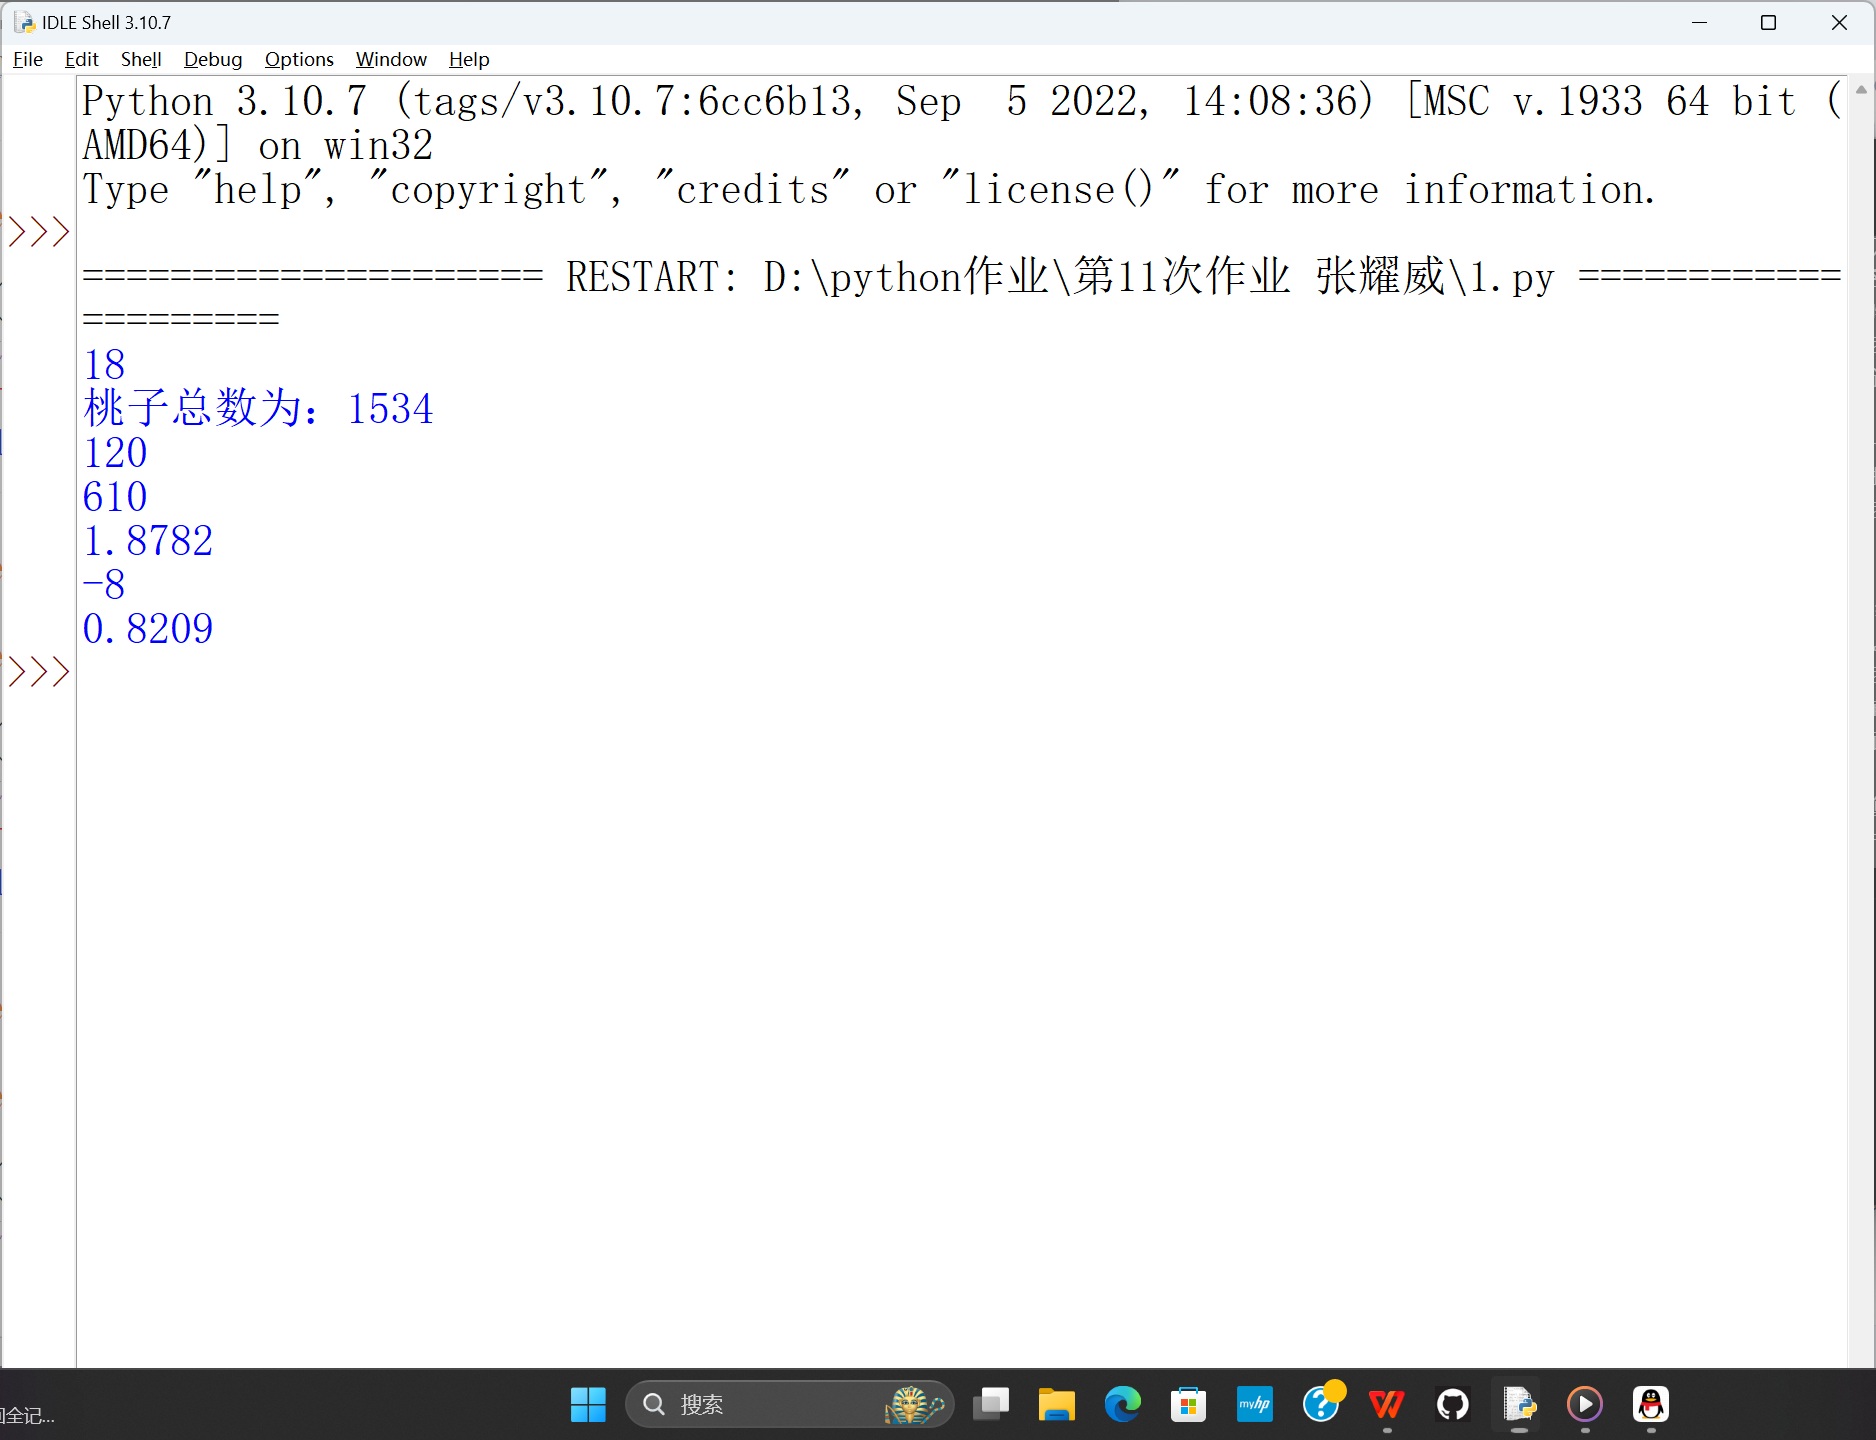 IDLE Shell 3.10.7
File Edit Shell Debug Options Window Help
Python 3.10.7 (tags/v3.10.7:6cc6b13, Sep  5 2022, 14:08:36) [MSC v.1933 64 bit (
AMD64)] on win32
Type "help", "copyright", "credits" or "license()" for more information.
>>>
===================== RESTART: D:\python作业\第11次作业 张耀威\1.py ============
=========
18
桃子总数为：1534
120
610
1.8782
-8
0.8209
>>>
全记...
搜索
myhp